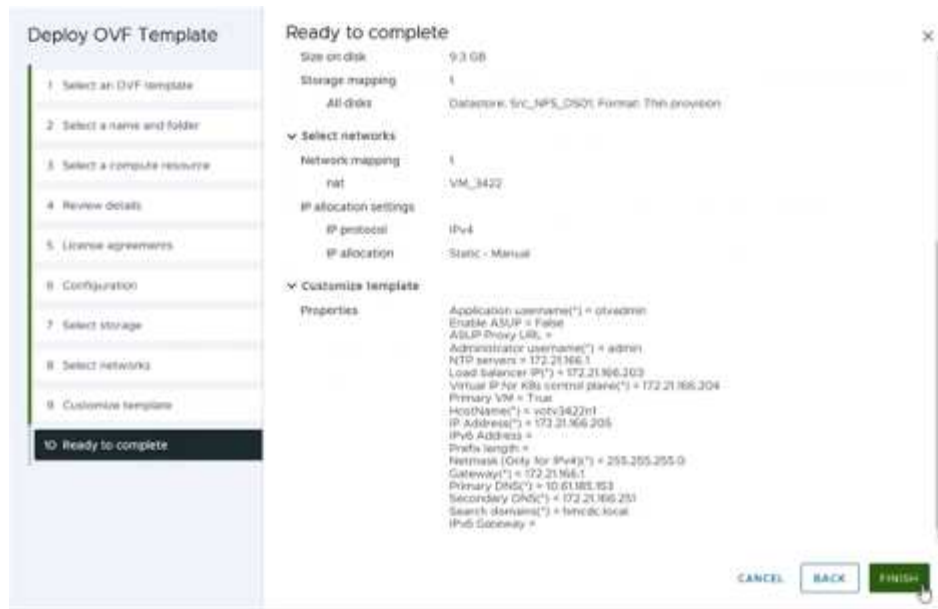 Deploy OVF Template
1 Select an OVF template
2 Select a name and folder
3 Select a compute resource
4 Review details
5 License agreements
6 Configuration
7 Select storage
8 Select networks
9 Customize template
10 Ready to complete
Ready to complete
Size on disk 9.3 GB
Storage mapping 1
All disks Datastore: Src_NFS_DS01; Format: Thin provision
Select networks
Network mapping 1
nat VM_3422
IP allocation settings
IP protocol IPv4
IP allocation Static - Manual
Customize template
Properties Application username(*) = otvadmin
Enable ASUP = False
ASUP Proxy URL =
Administrator username(*) = admin
NTP servers = 172.21.166.1
Load balancer IP(*) = 172.21.166.203
Virtual IP for K8s control plane(*) = 172.21.166.204
Primary VM = True
HostName(*) = votv3422n1
IP Address(*) = 172.21.166.205
IPv6 Address =
Prefix length =
Netmask (Only for IPv4)(*) = 255.255.255.0
Gateway(*) = 172.21.166.1
Primary DNS(*) = 10.61.185.153
Secondary DNS(*) = 172.21.166.251
Search domains(*) = hmcdc.local
IPv6 Gateway =
CANCEL
BACK
FINISH